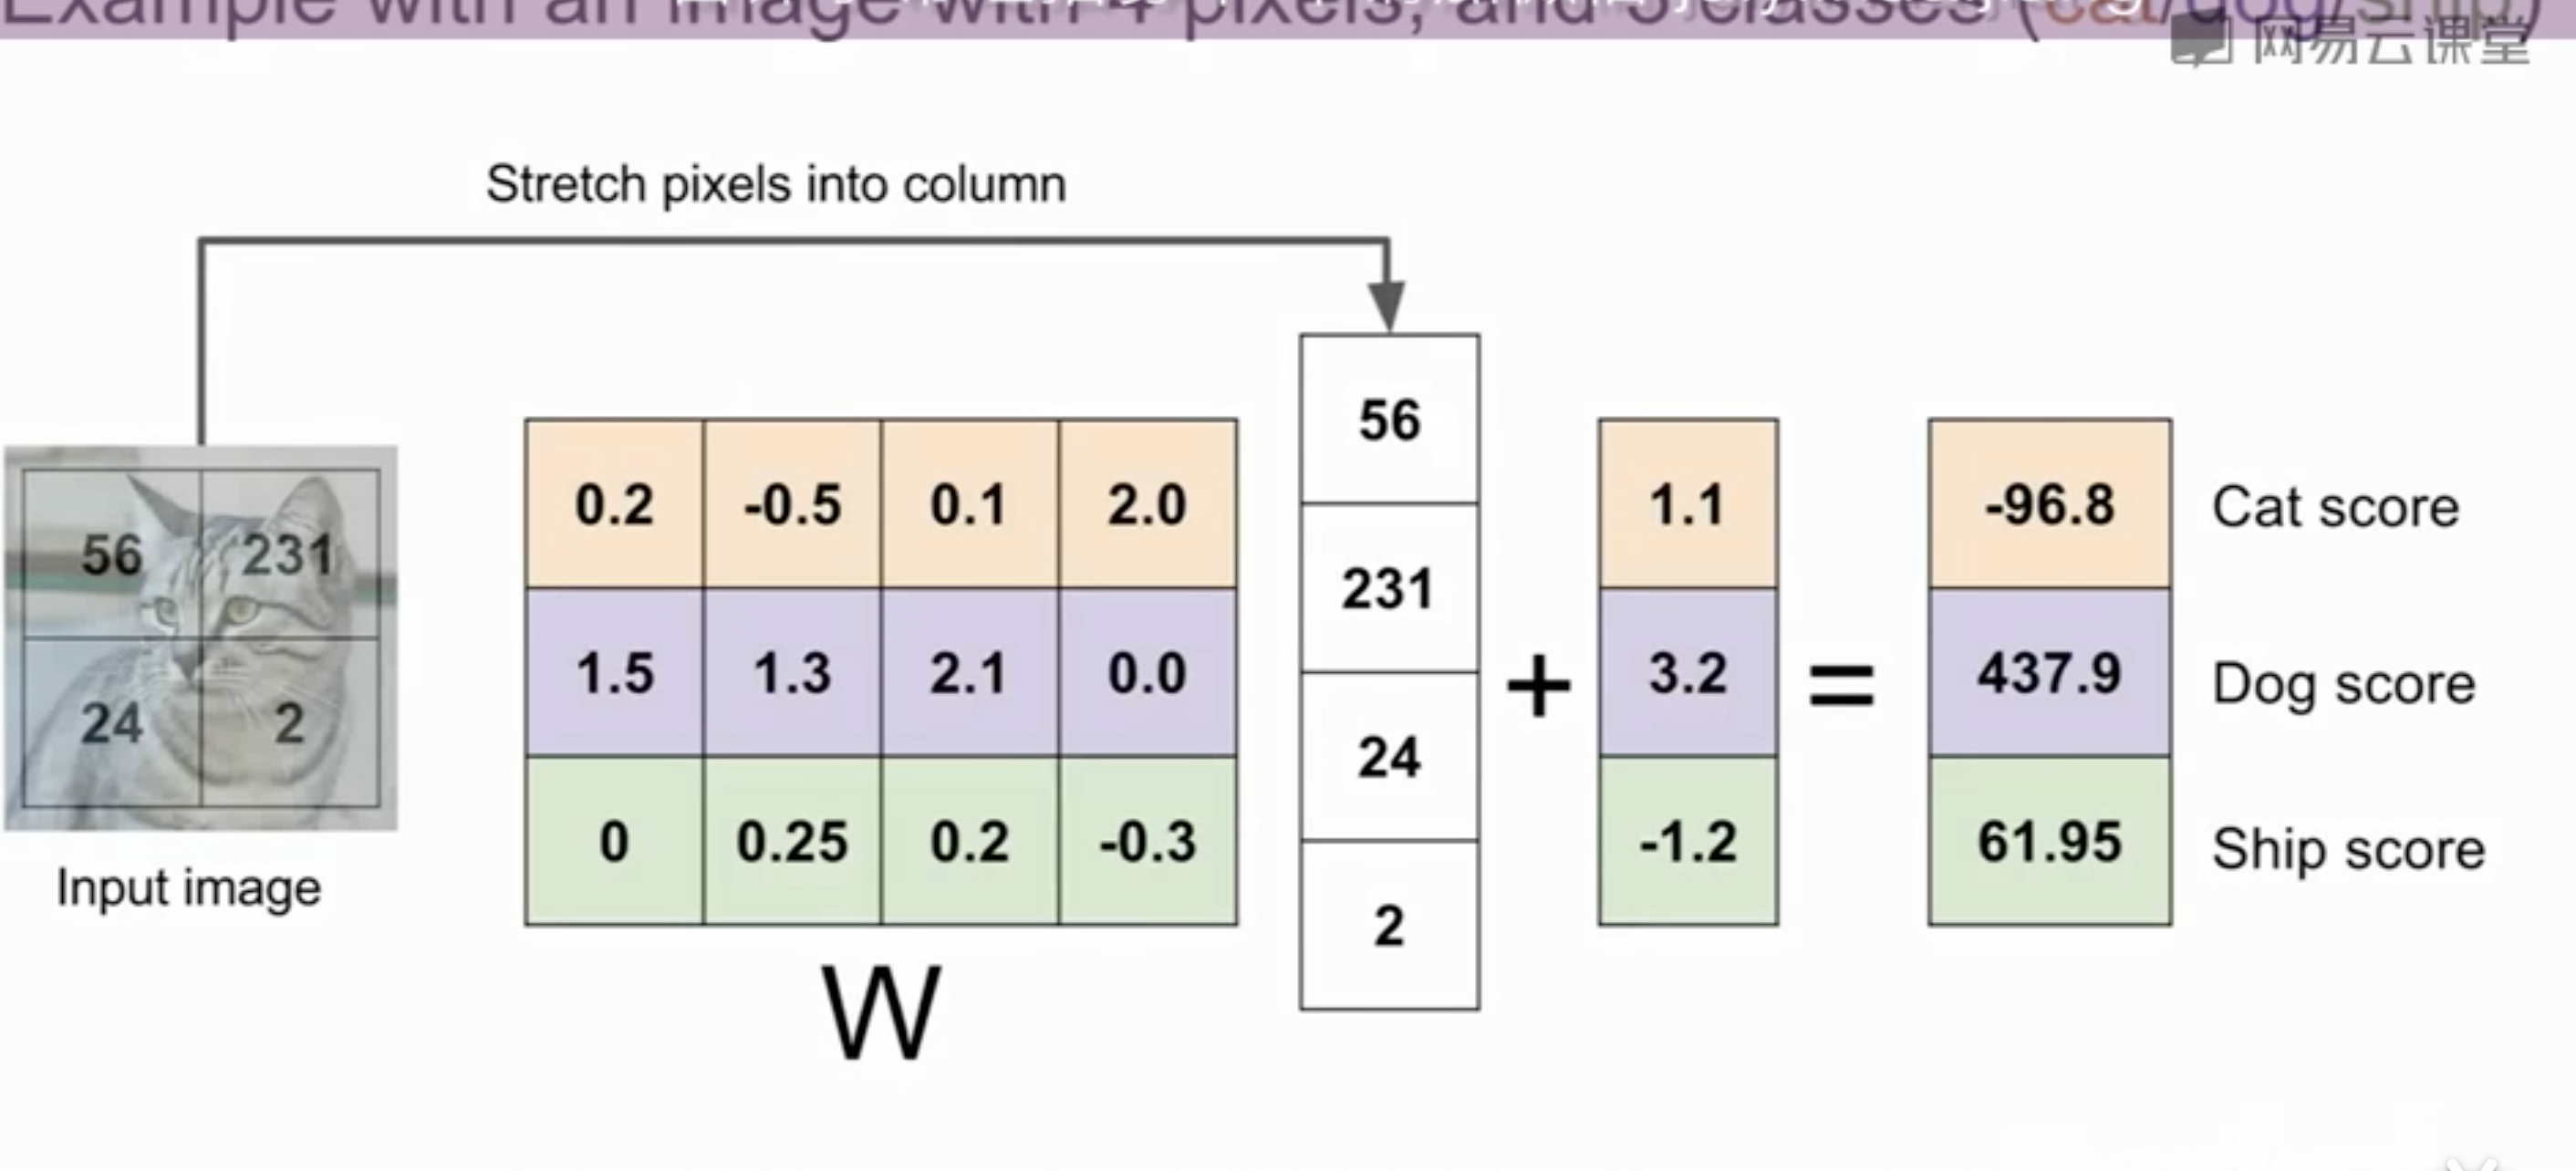 Example with an image with 4 pixels, and 3 classes (cat/dog/ship)
网易云课堂
Stretch pixels into column
56
0.2 -0.5 0.1 2.0 1.1 -96.8 Cat score
56 231
231
1.5 1.3 2.1 0.0 + 3.2 = 437.9 Dog score
24 2
24
0 0.25 0.2 -0.3 -1.2 61.95 Ship score
Input image
2
W